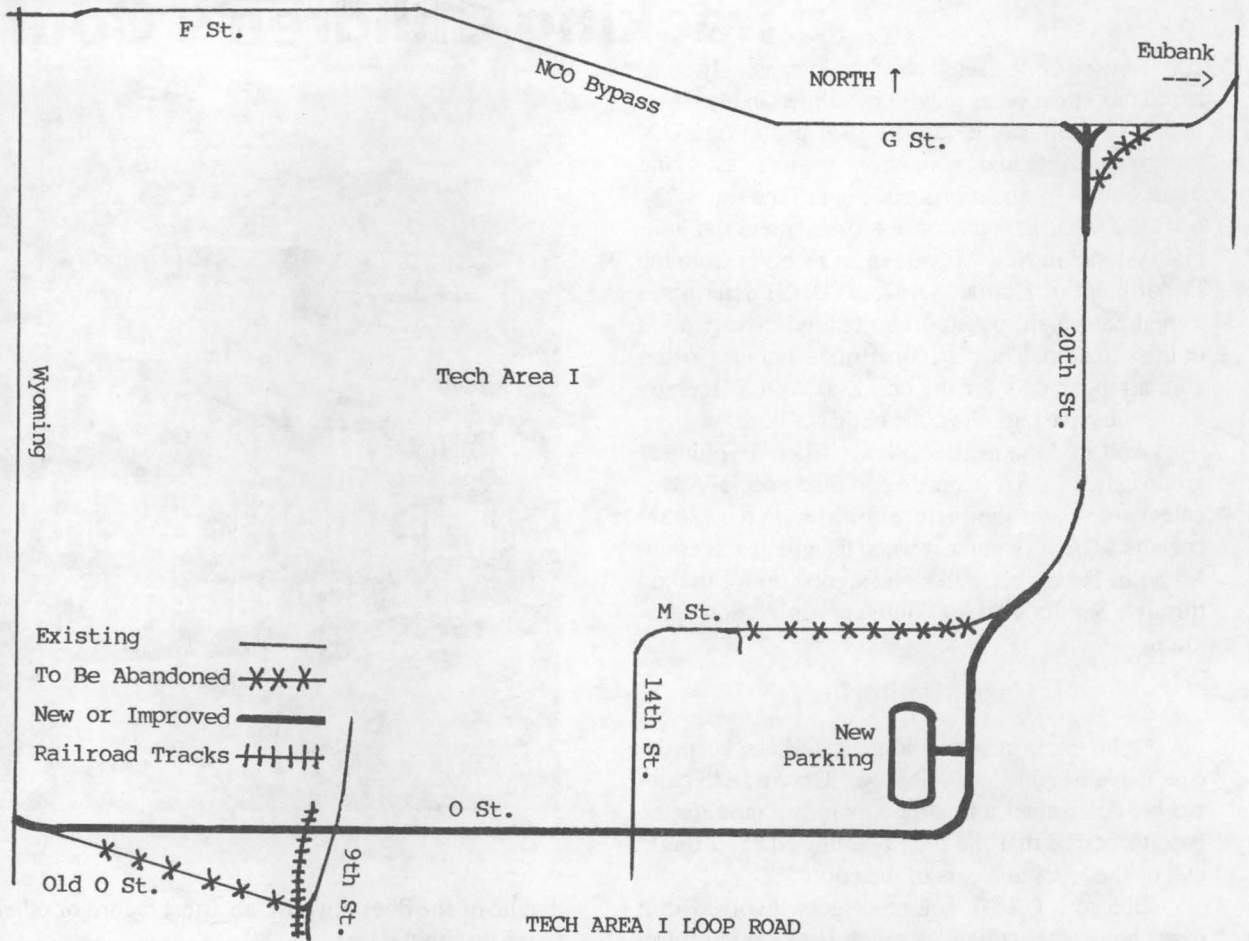 F St.
NCO Bypass
NORTH ↑
Eubank
G St.
20th St.
Tech Area I
Wyoming
M St.
14th St.
New
Parking
Existing
To Be Abandoned
New or Improved
Railroad Tracks
O St.
Old O St.
9th St.
TECH AREA I LOOP ROAD